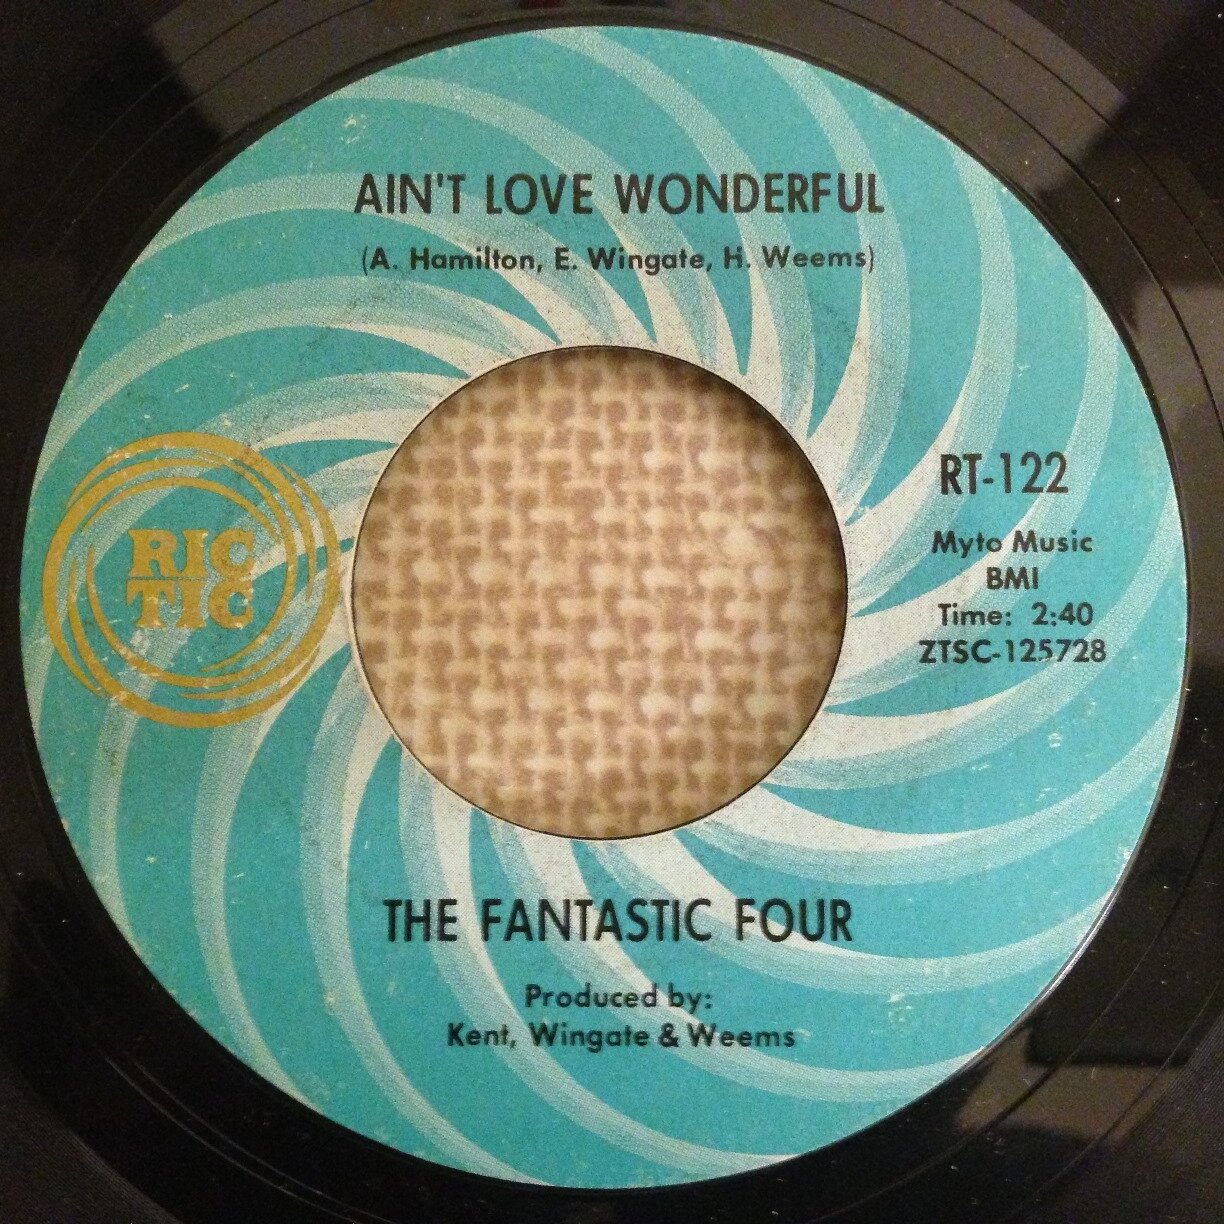 AIN'T LOVE WONDERFUL
(A. Hamilton, E. Wingate, H. Weems)
RIC
TIC
RT-122
Myto Music
BMI
Time: 2:40
ZTSC-125728
THE FANTASTIC FOUR
Produced by:
Kent, Wingate & Weems